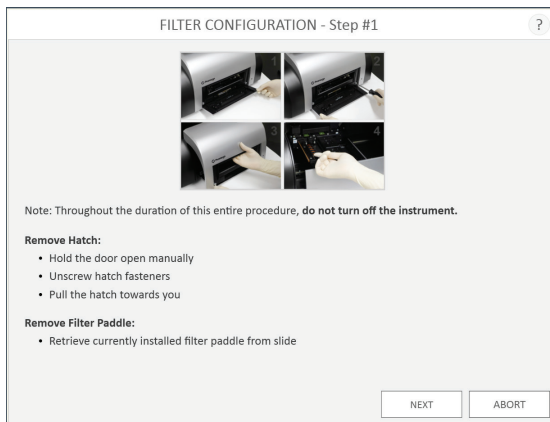 FILTER CONFIGURATION - Step #1
?
1
2
3
4
Note: Throughout the duration of this entire procedure, do not turn off the instrument.
Remove Hatch:
• Hold the door open manually
• Unscrew hatch fasteners
• Pull the hatch towards you
Remove Filter Paddle:
• Retrieve currently installed filter paddle from slide
NEXT
ABORT